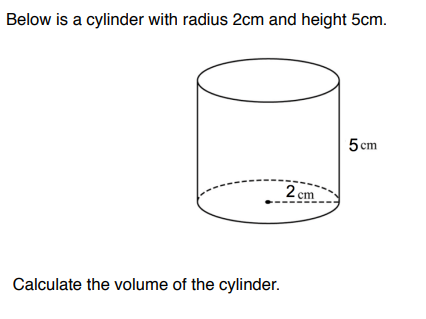 Below is a cylinder with radius 2cm and height 5cm.
5 cm
2 cm
Calculate the volume of the cylinder.